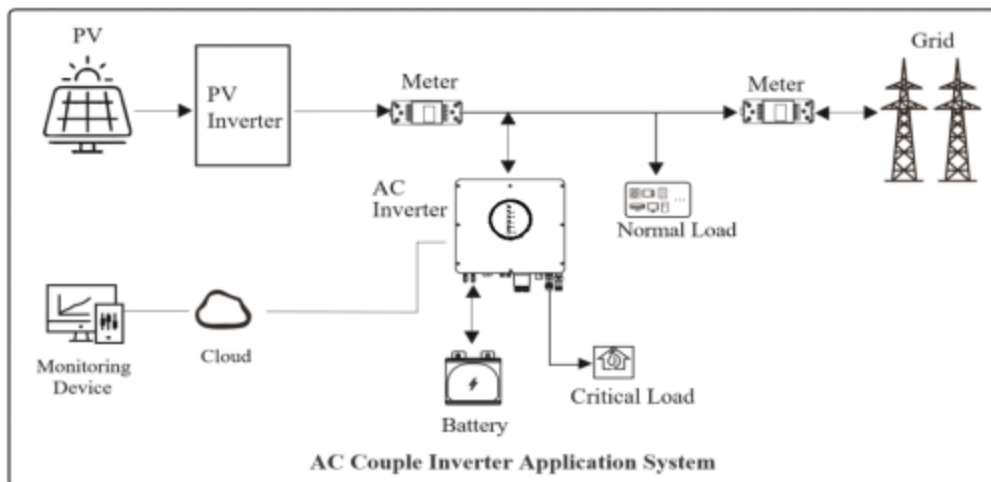 PV
PV
Inverter
Meter
Meter
Grid
AC
Inverter
Normal Load
Monitoring
Device
Cloud
Battery
Critical Load
AC Couple Inverter Application System